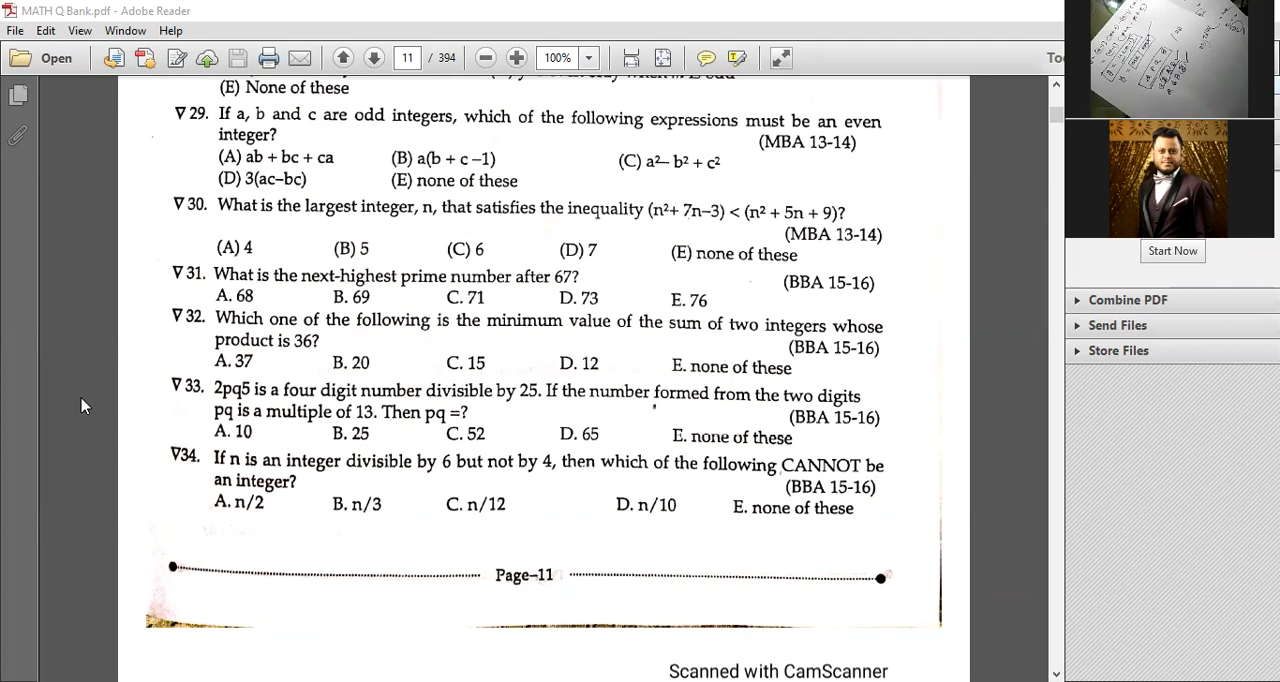 MATH Q Bank.pdf - Adobe Reader
File Edit View Window Help
Open 11 / 394 100% To
(E) None of these
∇ 29. If a, b and c are odd integers, which of the following expressions must be an even
integer? (MBA 13-14)
(A) ab + bc + ca (B) a(b + c –1) (C) a²– b² + c²
(D) 3(ac–bc) (E) none of these
∇ 30. What is the largest integer, n, that satisfies the inequality (n²+ 7n–3) < (n² + 5n + 9)?
(MBA 13-14)
(A) 4 (B) 5 (C) 6 (D) 7 (E) none of these
∇ 31. What is the next-highest prime number after 67? (BBA 15-16)
A. 68 B. 69 C. 71 D. 73 E. 76
∇ 32. Which one of the following is the minimum value of the sum of two integers whose
product is 36? (BBA 15-16)
A. 37 B. 20 C. 15 D. 12 E. none of these
∇ 33. 2pq5 is a four digit number divisible by 25. If the number formed from the two digits
pq is a multiple of 13. Then pq =? (BBA 15-16)
A. 10 B. 25 C. 52 D. 65 E. none of these
∇34. If n is an integer divisible by 6 but not by 4, then which of the following CANNOT be
an integer? (BBA 15-16)
A. n/2 B. n/3 C. n/12 D. n/10 E. none of these
Page–11
Scanned with CamScanner
Start Now
Combine PDF
Send Files
Store Files